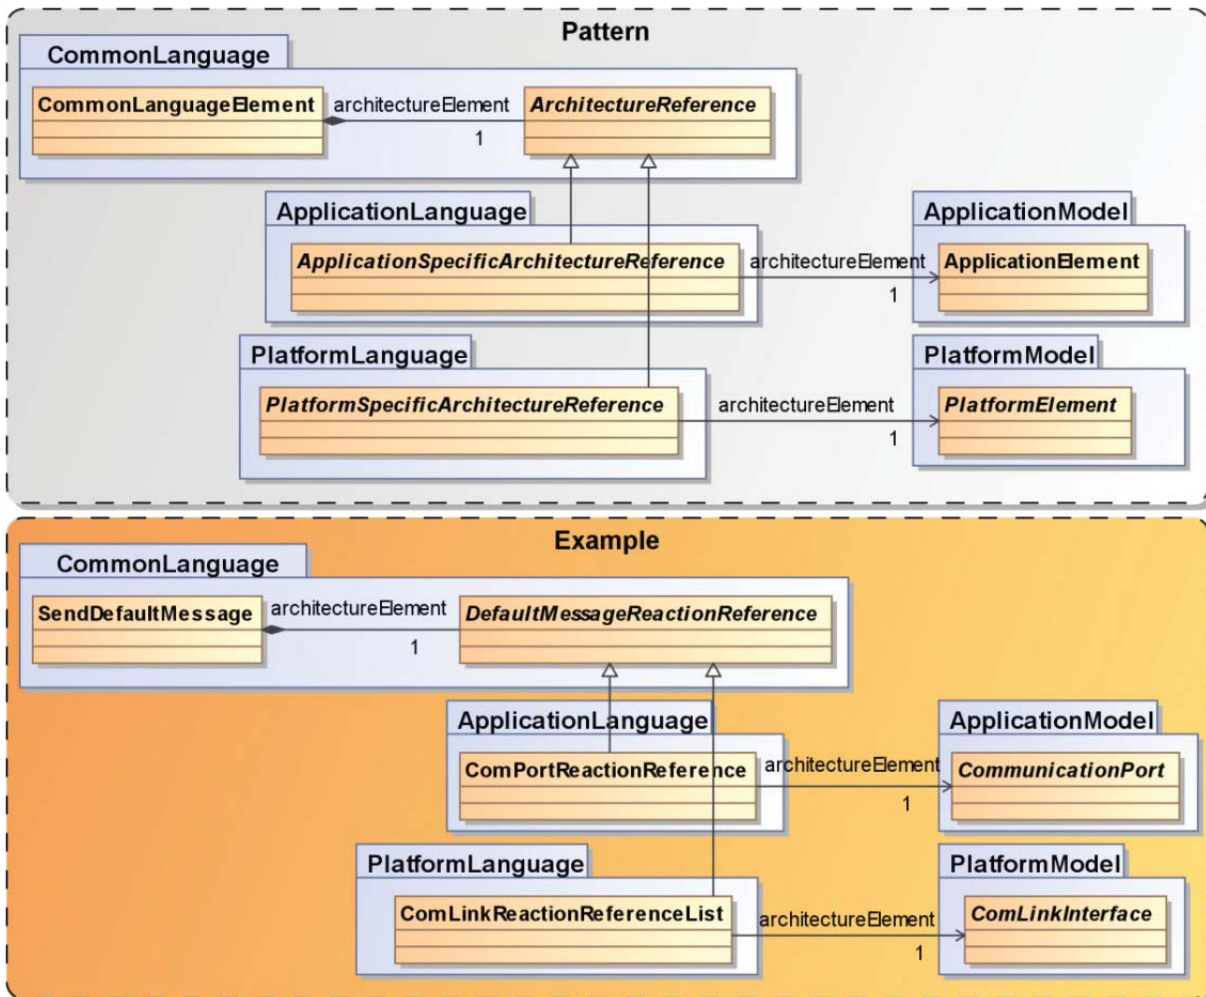 Pattern
CommonLanguage
CommonLanguageElement
architectureElement
1
ArchitectureReference
ApplicationLanguage
ApplicationSpecificArchitectureReference
architectureElement
1
ApplicationModel
ApplicationElement
PlatformLanguage
PlatformSpecificArchitectureReference
architectureElement
1
PlatformModel
PlatformElement
Example
CommonLanguage
SendDefaultMessage
architectureElement
1
DefaultMessageReactionReference
ApplicationLanguage
ComPortReactionReference
architectureElement
1
ApplicationModel
CommunicationPort
PlatformLanguage
ComLinkReactionReferenceList
architectureElement
1
PlatformModel
ComLinkInterface